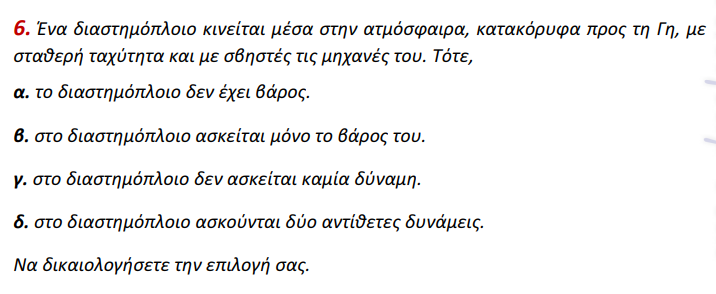 6. Ένα διαστημόπλοιο κινείται μέσα στην ατμόσφαιρα, κατακόρυφα προς τη Γη, με
σταθερή ταχύτητα και με σβηστές τις μηχανές του. Τότε,
α. το διαστημόπλοιο δεν έχει βάρος.
β. στο διαστημόπλοιο ασκείται μόνο το βάρος του.
γ. στο διαστημόπλοιο δεν ασκείται καμία δύναμη.
δ. στο διαστημόπλοιο ασκούνται δύο αντίθετες δυνάμεις.
Να δικαιολογήσετε την επιλογή σας.